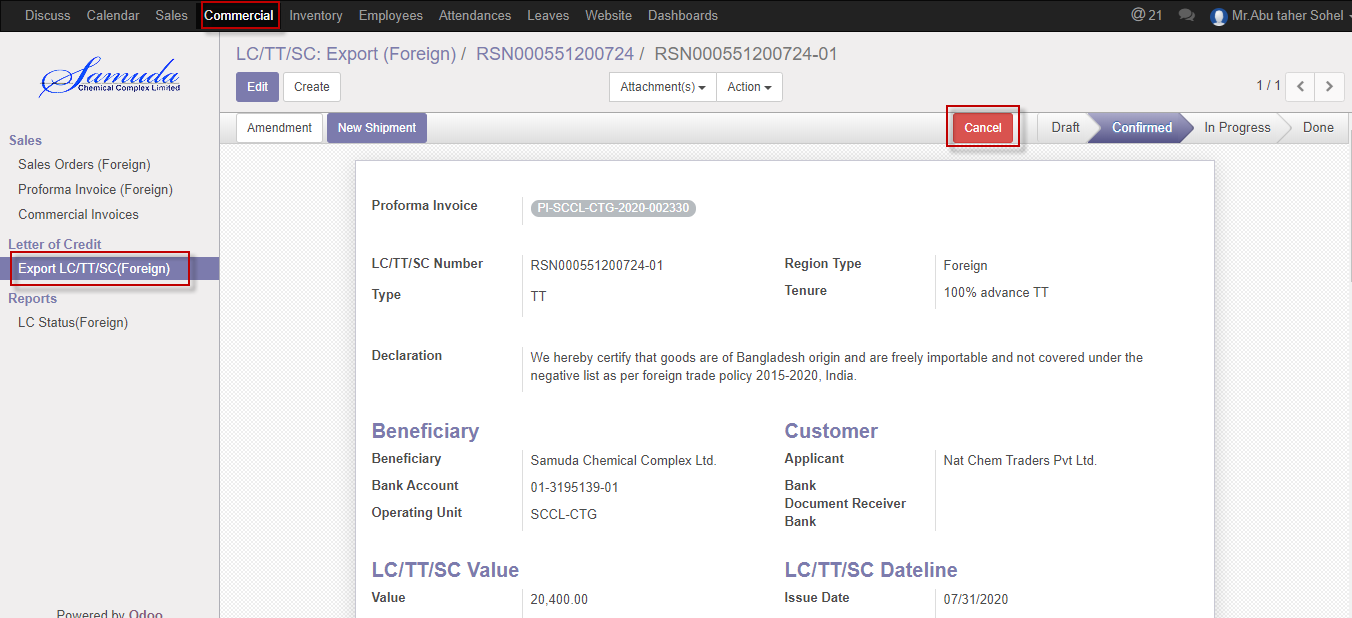 Discuss Calendar Sales Commercial Inventory Employees Attendances Leaves Website Dashboards @ 21 Mr.Abu taher Sohel
Samuda
Chemical Complex Limited
LC/TT/SC: Export (Foreign) / RSN000551200724 / RSN000551200724-01
Edit Create Attachment(s) Action 1 / 1
Amendment New Shipment Cancel Draft Confirmed In Progress Done
Sales
Sales Orders (Foreign)
Proforma Invoice (Foreign)
Commercial Invoices
Letter of Credit
Export LC/TT/SC(Foreign)
Reports
LC Status(Foreign)
Powered by Odoo
Proforma Invoice PI-SCCL-CTG-2020-002330
LC/TT/SC Number RSN000551200724-01 Region Type Foreign
Type TT Tenure 100% advance TT
Declaration We hereby certify that goods are of Bangladesh origin and are freely importable and not covered under the
negative list as per foreign trade policy 2015-2020, India.
Beneficiary Customer
Beneficiary Samuda Chemical Complex Ltd. Applicant Nat Chem Traders Pvt Ltd.
Bank Account 01-3195139-01 Bank
Document Receiver
Operating Unit SCCL-CTG Bank
LC/TT/SC Value LC/TT/SC Dateline
Value 20,400.00 Issue Date 07/31/2020